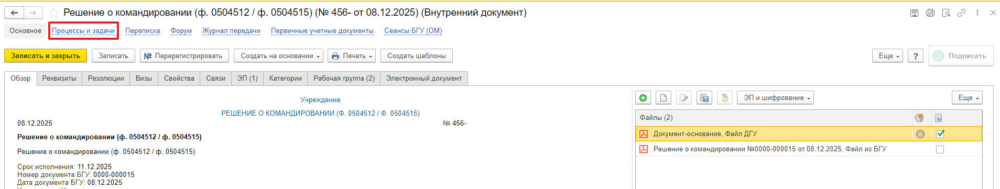 Решение о командировании (ф. 0504512 / ф. 0504515) (№ 456- от 08.12.2025) (Внутренний документ)
Основное Процессы и задачи Переписка Форум Журнал передачи Первичные учетные документы Сеансы БГУ (ОМ)
Записать и закрыть Записать № Перерегистрировать Создать на основании Печать Создать шаблоны Еще ? Подписать
Обзор Реквизиты Резолюции Визы Свойства Связи ЭП (1) Категории Рабочая группа (2) Электронный документ
Учреждение
РЕШЕНИЕ О КОМАНДИРОВАНИИ (Ф. 0504512 / Ф. 0504515)
08.12.2025 № 456-
Решение о командировании (ф. 0504512 / ф. 0504515)
Решение о командировании (ф. 0504512 / ф. 0504515)
Срок исполнения: 11.12.2025
Номер документа БГУ: 0000-000015
Дата документа БГУ: 08.12.2025
ЭП и шифрование Еще
Файлы (2)
Документ-основание, Файл ДГУ
Решение о командировании №0000-000015 от 08.12.2025, Файл из БГУ